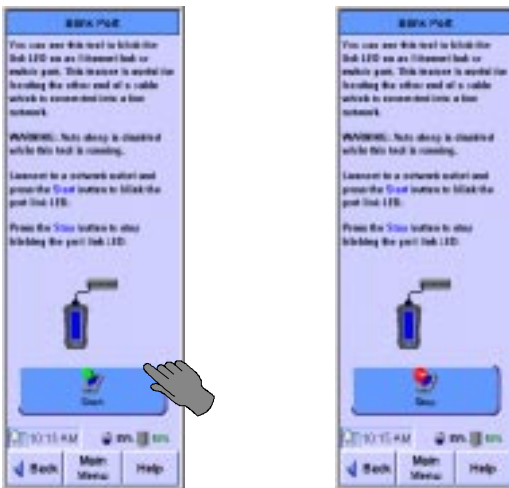 Blink Port
You can use this tool to blink the
link LED on an Ethernet hub or
switch port. This feature is useful for
locating the other end of a cable
which is connected into a live
network.
WARNING: Auto sleep is disabled
while this test is running.
Connect to a network outlet and
press the Start button to blink the
port link LED.
Press the Stop button to stop
blinking the port link LED.
Start
10:15 AM
Back
Main
Menu
Help
Blink Port
You can use this tool to blink the
link LED on an Ethernet hub or
switch port. This feature is useful for
locating the other end of a cable
which is connected into a live
network.
WARNING: Auto sleep is disabled
while this test is running.
Connect to a network outlet and
press the Start button to blink the
port link LED.
Press the Stop button to stop
blinking the port link LED.
Stop
10:15 AM
Back
Main
Menu
Help